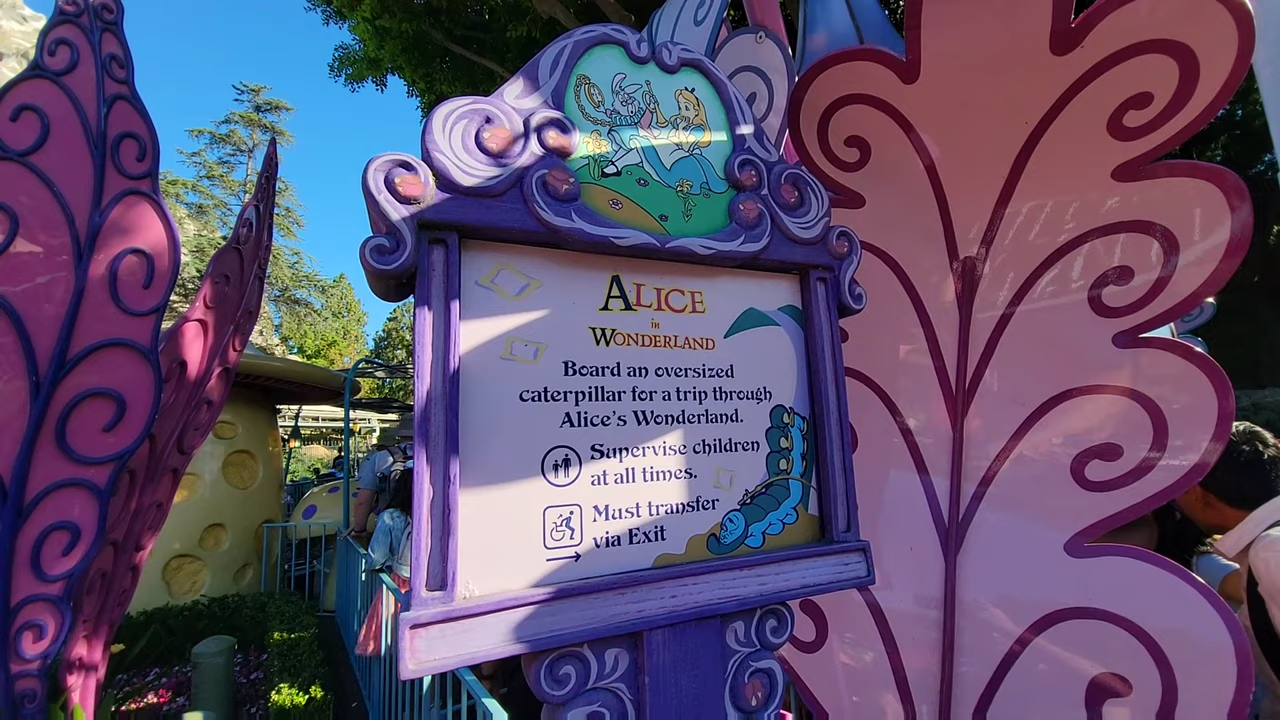 ALICE
in
WONDERLAND
Board an oversized
caterpillar for a trip through
Alice's Wonderland.
Supervise children
at all times.
Must transfer
via Exit